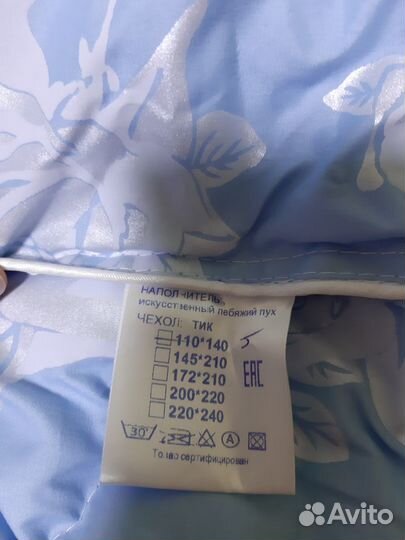 НАПОЛНИТЕЛЬ:
искусственный лебяжий пух
ЧЕХОЛ: ТИК
110*140
145*210
172*210
200*220
220*240
EAC
30° A
Товар сертифицирован
Avito